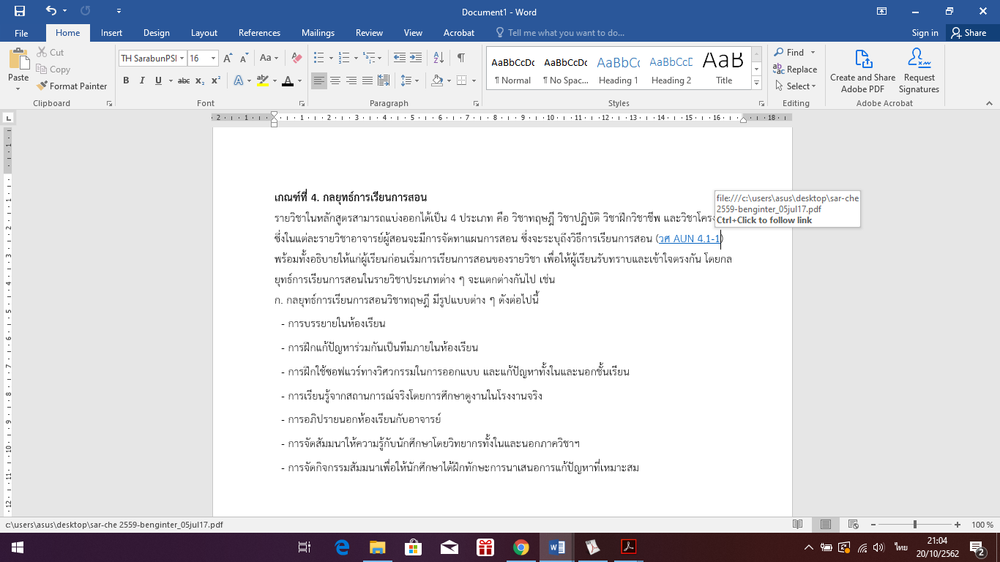 Document1 - Word
File Home Insert Design Layout References Mailings Review View Acrobat Tell me what you want to do... Sign in Share
Paste
Cut
Copy
Format Painter
Clipboard
TH SarabunPSK 16
Font
Paragraph
AaBbCcDc AaBbCcDc AaBbCc AaBbCcD AaB
¶ Normal ¶ No Spac... Heading 1 Heading 2 Title
Styles
Find
Replace
Select
Editing
Create and Share Adobe PDF
Request Signatures
Adobe Acrobat
2 1 1 2 3 4 5 6 7 8 9 10 11 12 13 14 15 16 18
เกณฑ์ที่ 4. กลยุทธ์การเรียนการสอน
file:///c:\users\asus\desktop\sar-che
2559-benginter_05jul17.pdf
Ctrl+Click to follow link
รายวิชาในหลักสูตรสามารถแบ่งออกได้เป็น 4 ประเภท คือ วิชาทฤษฎี วิชาปฏิบัติ วิชาฝึกวิชาชีพ และวิชาโครง
ซึ่งในแต่ละรายวิชาอาจารย์ผู้สอนจะมีการจัดทาแผนการสอน ซึ่งจะระบุถึงวิธีการเรียนการสอน (วศ AUN 4.1-1)
พร้อมทั้งอธิบายให้แก่ผู้เรียนก่อนเริ่มการเรียนการสอนของรายวิชา เพื่อให้ผู้เรียนรับทราบและเข้าใจตรงกัน โดยกล
ยุทธ์การเรียนการสอนในรายวิชาประเภทต่าง ๆ จะแตกต่างกันไป เช่น
ก. กลยุทธ์การเรียนการสอนวิชาทฤษฎี มีรูปแบบต่าง ๆ ดังต่อไปนี้
- การบรรยายในห้องเรียน
- การฝึกแก้ปัญหาร่วมกันเป็นทีมภายในห้องเรียน
- การฝึกใช้ซอฟแวร์ทางวิศวกรรมในการออกแบบ และแก้ปัญหาทั้งในและนอกชั้นเรียน
- การเรียนรู้จากสถานการณ์จริงโดยการศึกษาดูงานในโรงงานจริง
- การอภิปรายนอกห้องเรียนกับอาจารย์
- การจัดสัมมนาให้ความรู้กับนักศึกษาโดยวิทยากรทั้งในและนอกภาควิชาฯ
- การจัดกิจกรรมสัมมนาเพื่อให้นักศึกษาได้ฝึกทักษะการนาเสนอการแก้ปัญหาที่เหมาะสม
c:\users\asus\desktop\sar-che 2559-benginter_05jul17.pdf
100 %
ไทย
21:04
20/10/2562
2